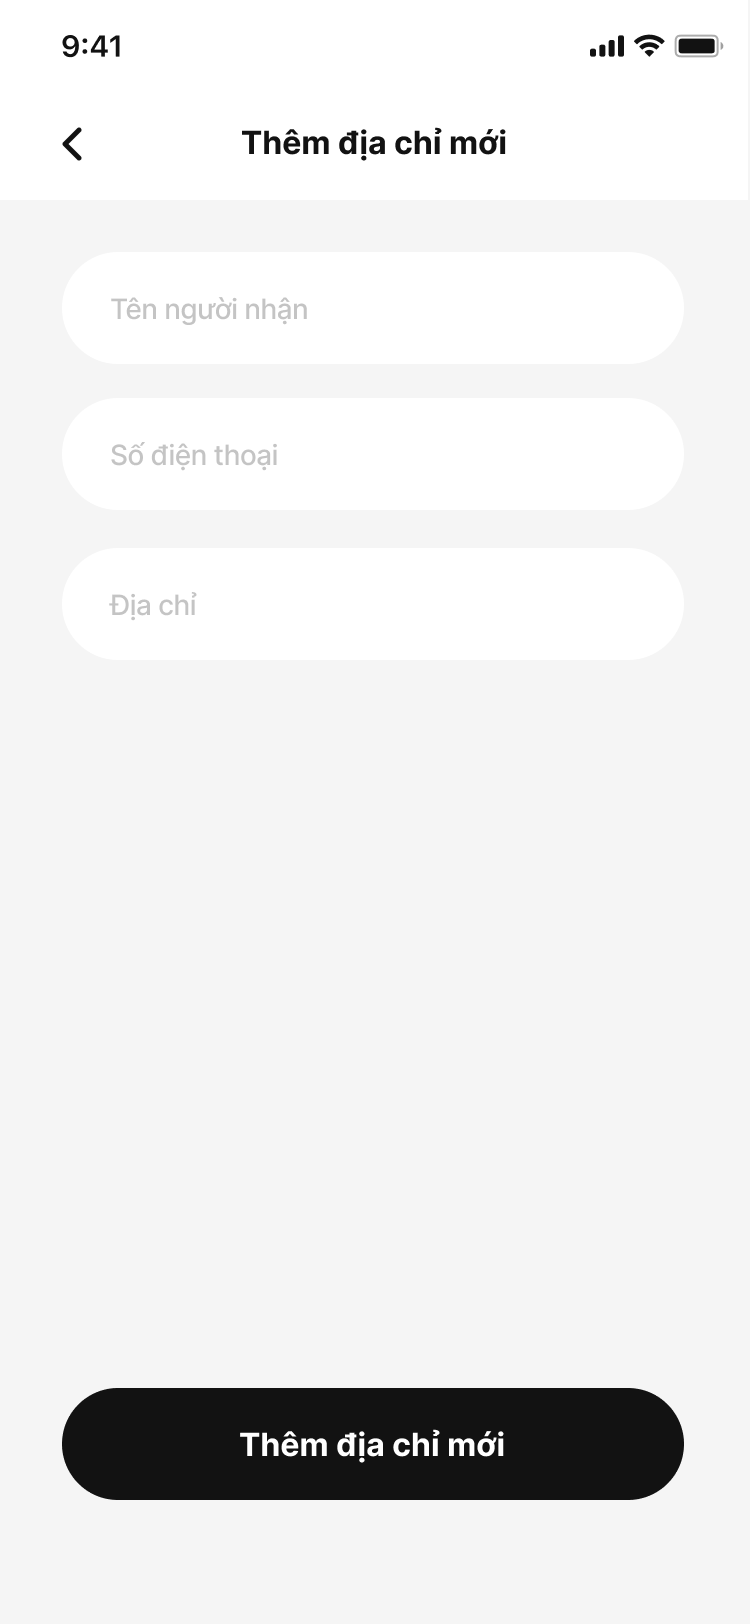 9:41
Thêm địa chỉ mới
Tên người nhận
Số điện thoại
Địa chỉ
Thêm địa chỉ mới